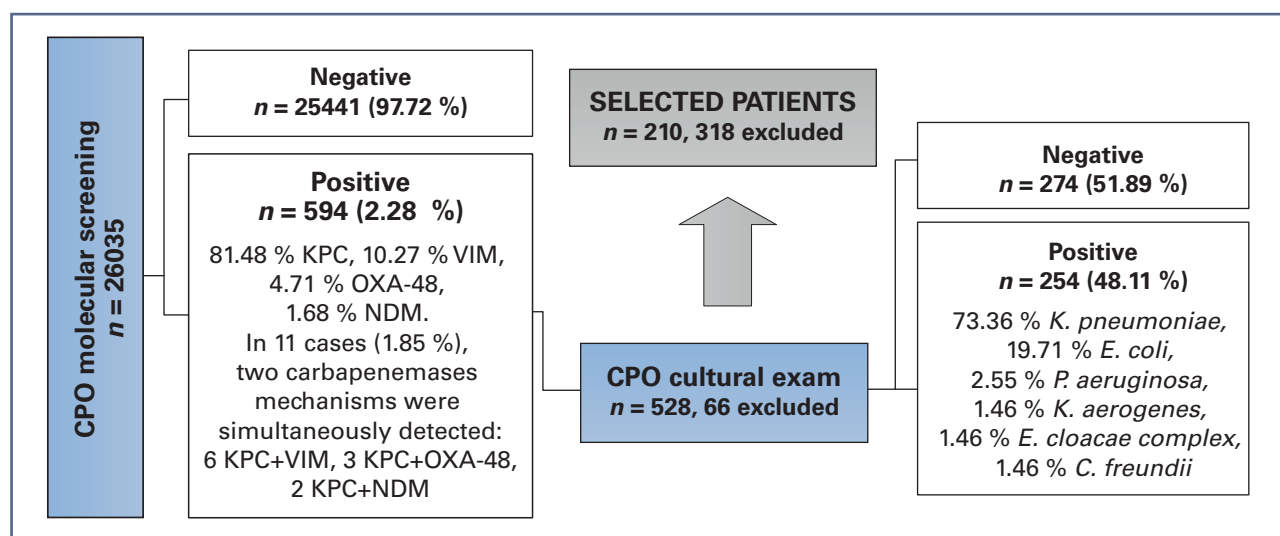 CPO molecular screening
n = 26035
Negative
n = 25441 (97.72 %)
Positive
n = 594 (2.28 %)
81.48 % KPC, 10.27 % VIM,
4.71 % OXA-48,
1.68 % NDM.
In 11 cases (1.85 %),
two carbapenemases
mechanisms were
simultaneously detected:
6 KPC+VIM, 3 KPC+OXA-48,
2 KPC+NDM
SELECTED PATIENTS
n = 210, 318 excluded
CPO cultural exam
n = 528, 66 excluded
Negative
n = 274 (51.89 %)
Positive
n = 254 (48.11 %)
73.36 % K. pneumoniae,
19.71 % E. coli,
2.55 % P. aeruginosa,
1.46 % K. aerogenes,
1.46 % E. cloacae complex,
1.46 % C. freundii